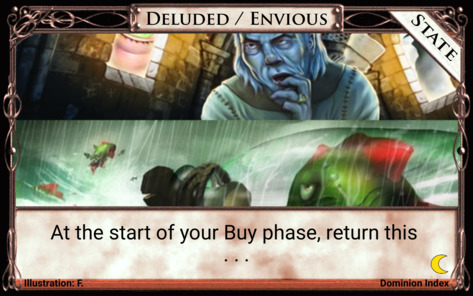 Deluded / Envious
State
At the start of your Buy phase, return this
. . .
Illustration: F.
Dominion Index